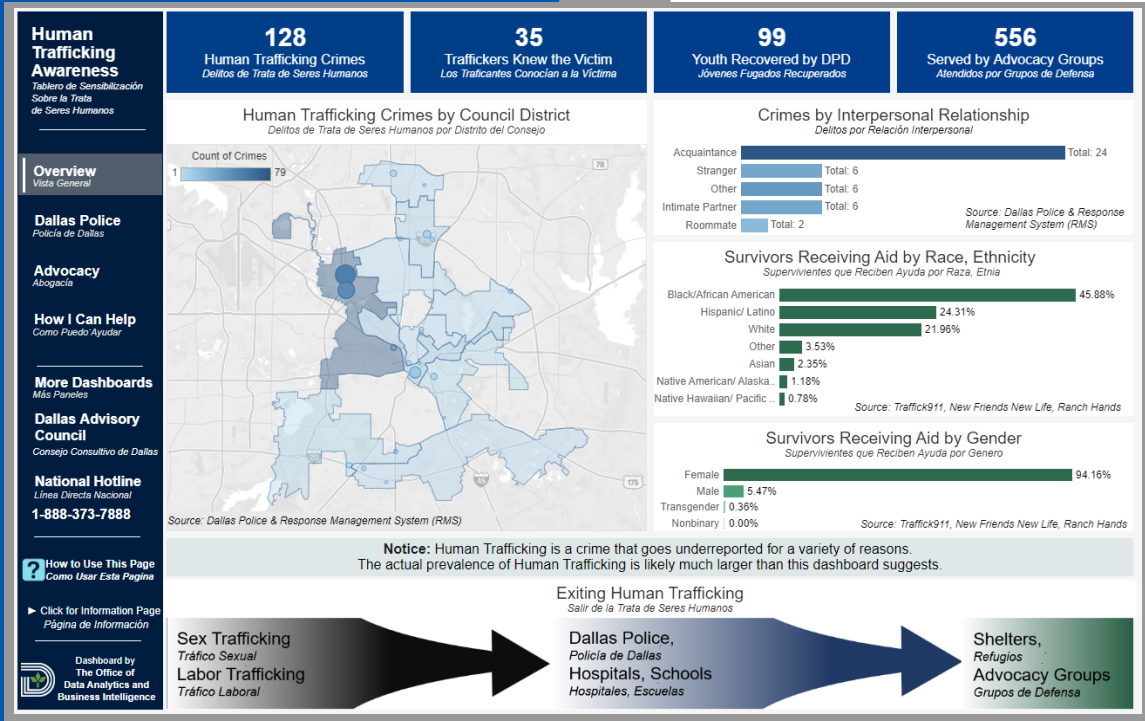 Human
Trafficking
Awareness
Tablero de Sensibilización
Sobre la Trata
de Seres Humanos
Overview
Vista General
Dallas Police
Policía de Dallas
Advocacy
Abogacía
How I Can Help
Como Puedo Ayudar
More Dashboards
Más Paneles
Dallas Advisory
Council
Consejo Consultivo de Dallas
National Hotline
Línea Directa Nacional
1-888-373-7888
?
How to Use This Page
Como Usar Esta Pagina
► Click for Information Page
Página de Información
Dashboard by
The Office of
Data Analytics and
Business Intelligence
128
Human Trafficking Crimes
Delitos de Trata de Seres Humanos
35
Traffickers Knew the Victim
Los Traficantes Conocían a la Víctima
99
Youth Recovered by DPD
Jóvenes Fugados Recuperados
556
Served by Advocacy Groups
Atendidos por Grupos de Defensa
Human Trafficking Crimes by Council District
Delitos de Trata de Seres Humanos por Distrito del Consejo
Count of Crimes
1 79
78
20
45
175
Source: Dallas Police & Response Management System (RMS)
Crimes by Interpersonal Relationship
Delitos por Relación Interpersonal
Acquaintance Total: 24
Stranger Total: 6
Other Total: 6
Intimate Partner Total: 6
Roommate Total: 2
Source: Dallas Police & Response
Management System (RMS)
Survivors Receiving Aid by Race, Ethnicity
Supervivientes que Reciben Ayuda por Raza, Etnia
Black/African American 45.88%
Hispanic/ Latino 24.31%
White 21.96%
Other 3.53%
Asian 2.35%
Native American/ Alaska.. 1.18%
Native Hawaiian/ Pacific .. 0.78%
Source: Traffick911, New Friends New Life, Ranch Hands
Survivors Receiving Aid by Gender
Supervivientes que Reciben Ayuda por Genero
Female 94.16%
Male 5.47%
Transgender 0.36%
Nonbinary 0.00%
Source: Traffick911, New Friends New Life, Ranch Hands
Notice: Human Trafficking is a crime that goes underreported for a variety of reasons.
The actual prevalence of Human Trafficking is likely much larger than this dashboard suggests.
Exiting Human Trafficking
Salir de la Trata de Seres Humanos
Sex Trafficking
Tráfico Sexual
Labor Trafficking
Tráfico Laboral
Dallas Police,
Policía de Dallas
Hospitals, Schools
Hospitales, Escuelas
Shelters,
Refugios
Advocacy Groups
Grupos de Defensa